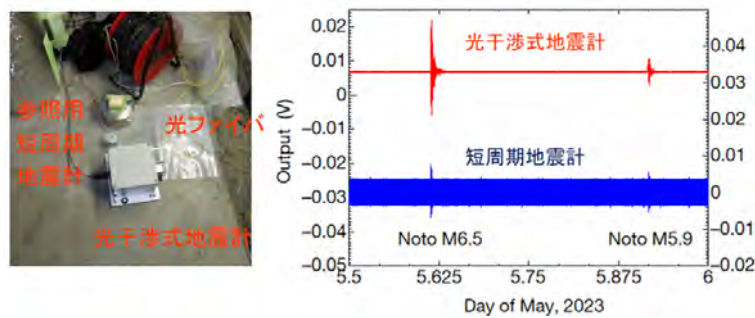 参照用
短周期
地震計
光ファイバ
光干渉式地震計
光干渉式地震計
短周期地震計
Noto M6.5
Noto M5.9
Output (V)
0.02
0.01
0
−0.01
−0.02
−0.03
−0.04
−0.05
0.04
0.03
0.02
0.01
0
−0.01
−0.02
5.5
5.625
5.75
5.875
6
Day of May, 2023